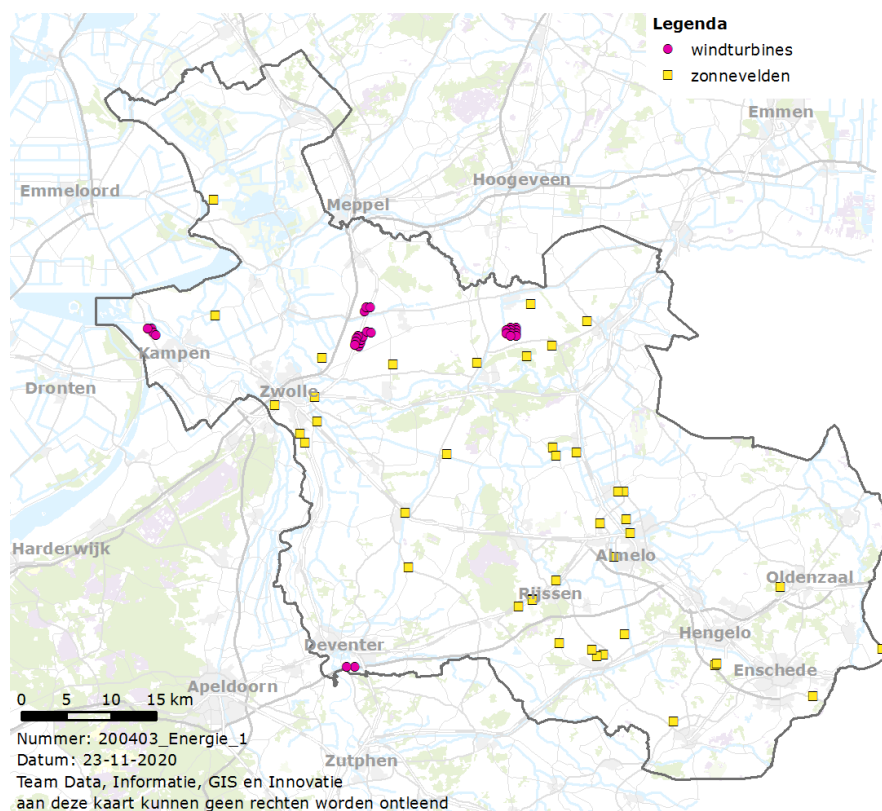 Legenda
windturbines
zonnevelden
Emmen
Hoogeveen
Emmeloord
Meppel
Kampen
Dronten
Zwolle
Harderwijk
Almelo
Oldenzaal
Rijssen
Hengelo
Deventer
Enschede
Apeldoorn
0 5 10 15 km
Nummer: 200403_Energie_1
Datum: 23-11-2020
Zutphen
Team Data, Informatie, GIS en Innovatie
aan deze kaart kunnen geen rechten worden ontleend